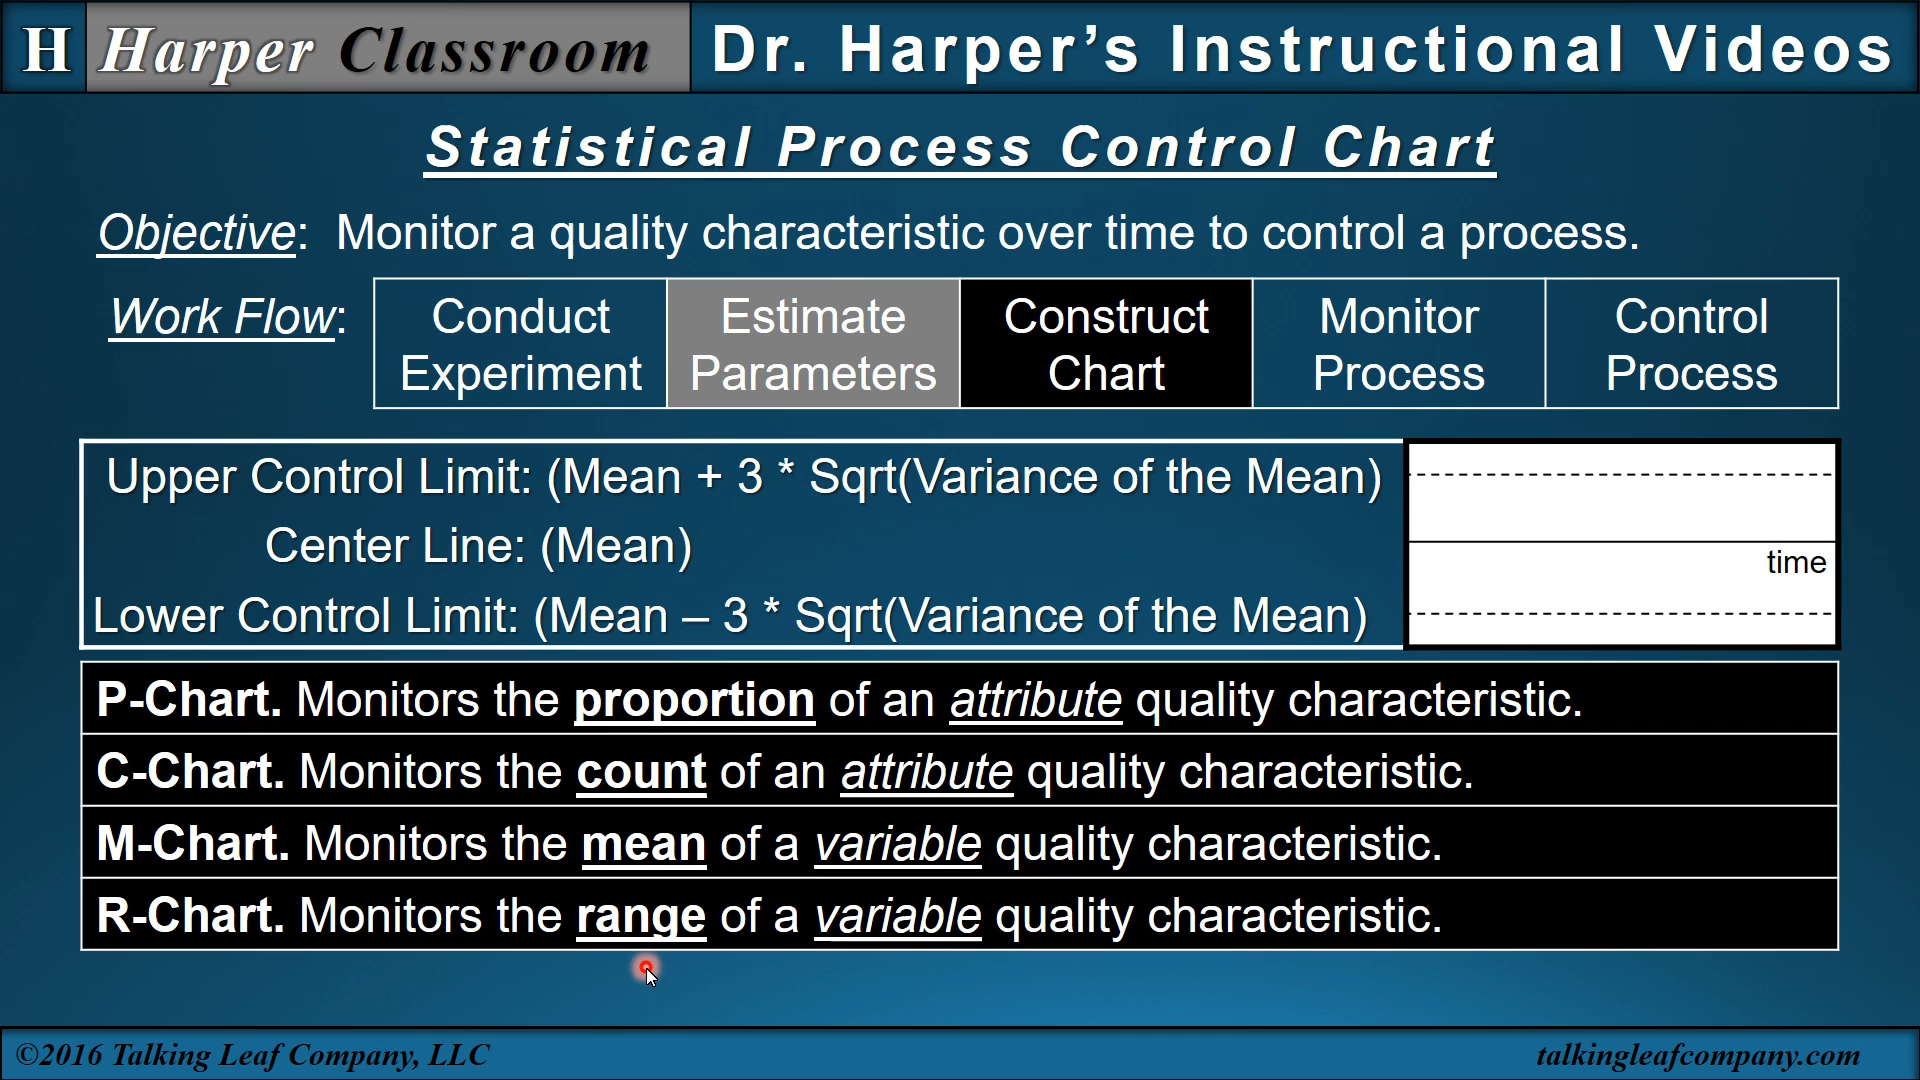 H Harper Classroom Dr. Harper’s Instructional Videos
Statistical Process Control Chart
Objective: Monitor a quality characteristic over time to control a process.
Work Flow:
Conduct Experiment
Estimate Parameters
Construct Chart
Monitor Process
Control Process
Upper Control Limit: (Mean + 3 * Sqrt(Variance of the Mean)
Center Line: (Mean)
time
Lower Control Limit: (Mean – 3 * Sqrt(Variance of the Mean)
P-Chart. Monitors the proportion of an attribute quality characteristic.
C-Chart. Monitors the count of an attribute quality characteristic.
M-Chart. Monitors the mean of a variable quality characteristic.
R-Chart. Monitors the range of a variable quality characteristic.
©2016 Talking Leaf Company, LLC
talkingleafcompany.com